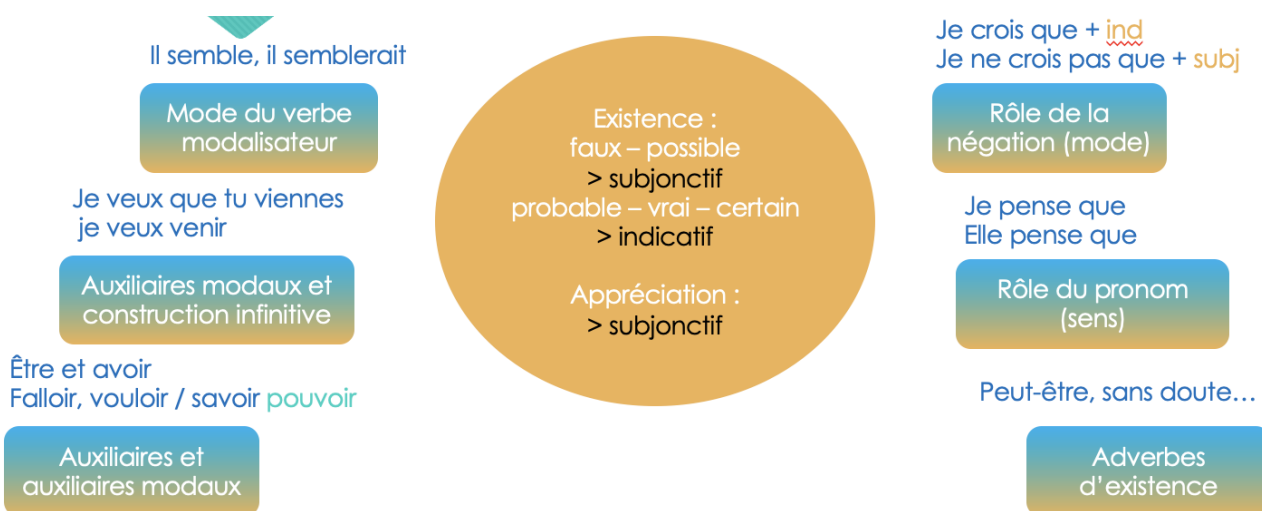 Il semble, il semblerait
Mode du verbe
modalisateur
Je veux que tu viennes
je veux venir
Auxiliaires modaux et
construction infinitive
Être et avoir
Falloir, vouloir / savoir pouvoir
Auxiliaires et
auxiliaires modaux
Existence :
faux – possible
> subjonctif
probable – vrai – certain
> indicatif
Appréciation :
> subjonctif
Je crois que + ind
Je ne crois pas que + subj
Rôle de la
négation (mode)
Je pense que
Elle pense que
Rôle du pronom
(sens)
Peut-être, sans doute…
Adverbes
d’existence